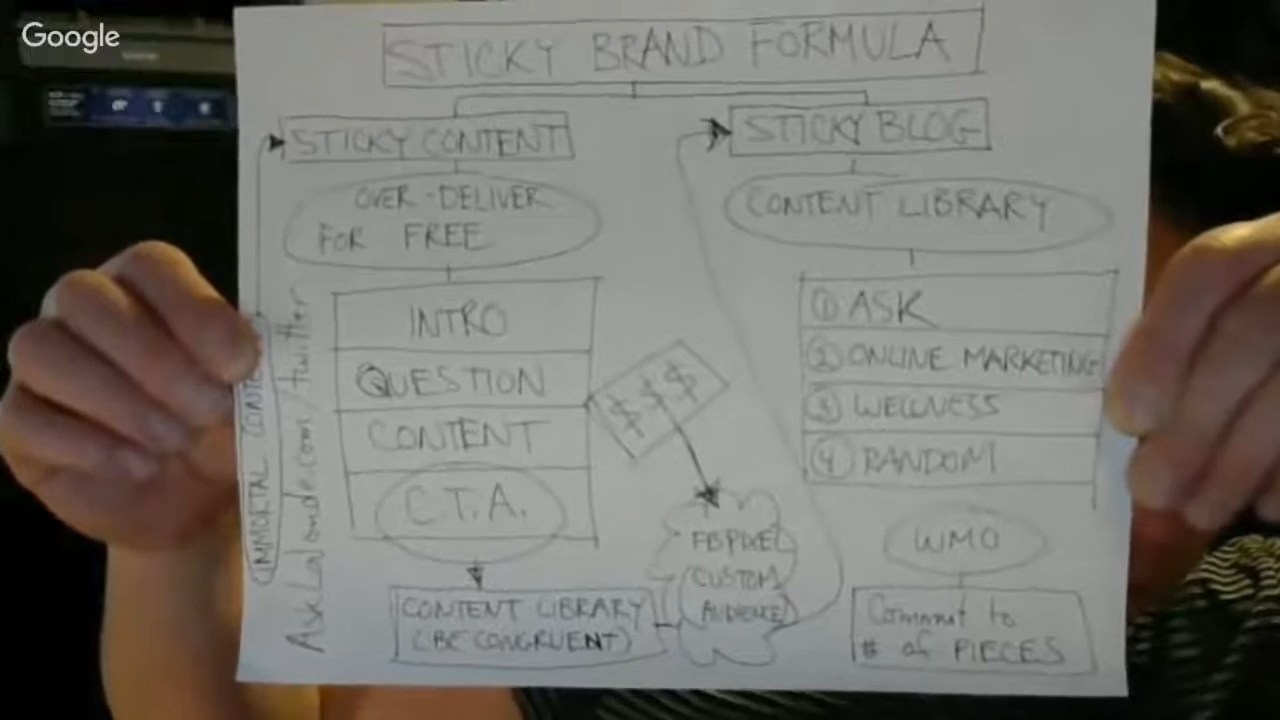 Google
STICKY BRAND FORMULA
STICKY CONTENT
OVER-DELIVER
FOR FREE
INTRO
QUESTION
CONTENT
C.T.A.
CONTENT LIBRARY
(BE CONGRUENT)
IMMORTAL CONTE
AskLalonde.com/twitter
$$$
FB PIXEL
CUSTOM
AUDIENCE
STICKY BLOG
CONTENT LIBRARY
① ASK
② ONLINE MARKETING
③ WELLNESS
④ RANDOM
WMO
Commit to
# of PIECES